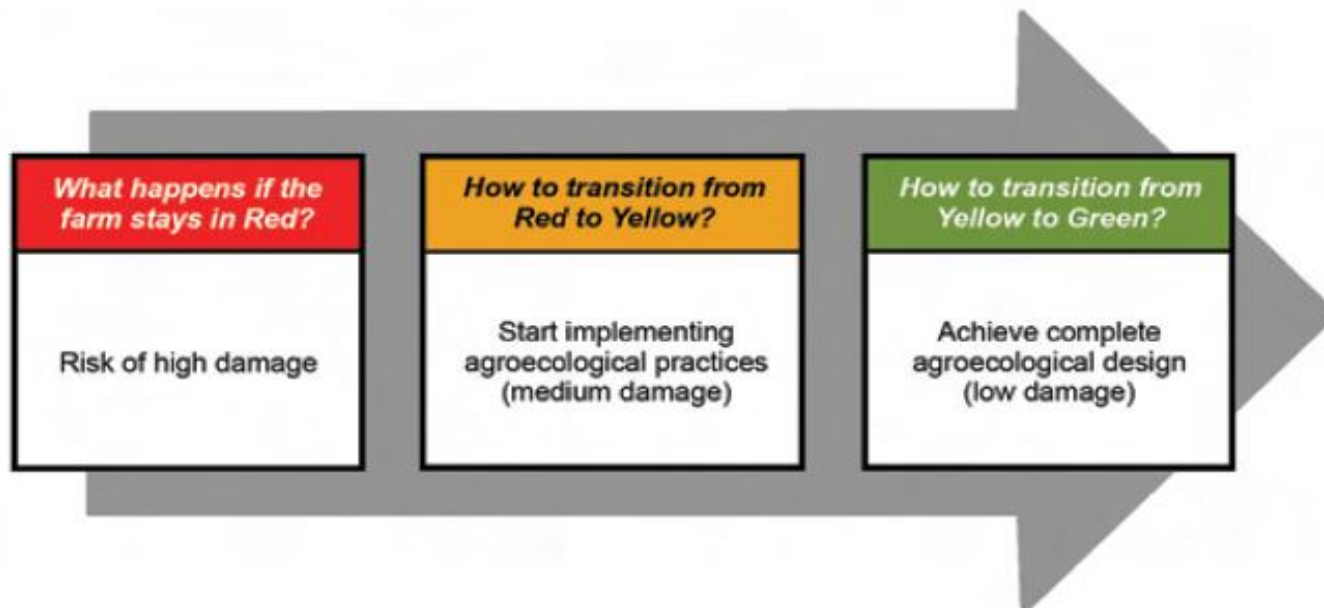 What happens if the
farm stays in Red?
Risk of high damage
How to transition from
Red to Yellow?
Start implementing
agroecological practices
(medium damage)
How to transition from
Yellow to Green?
Achieve complete
agroecological design
(low damage)